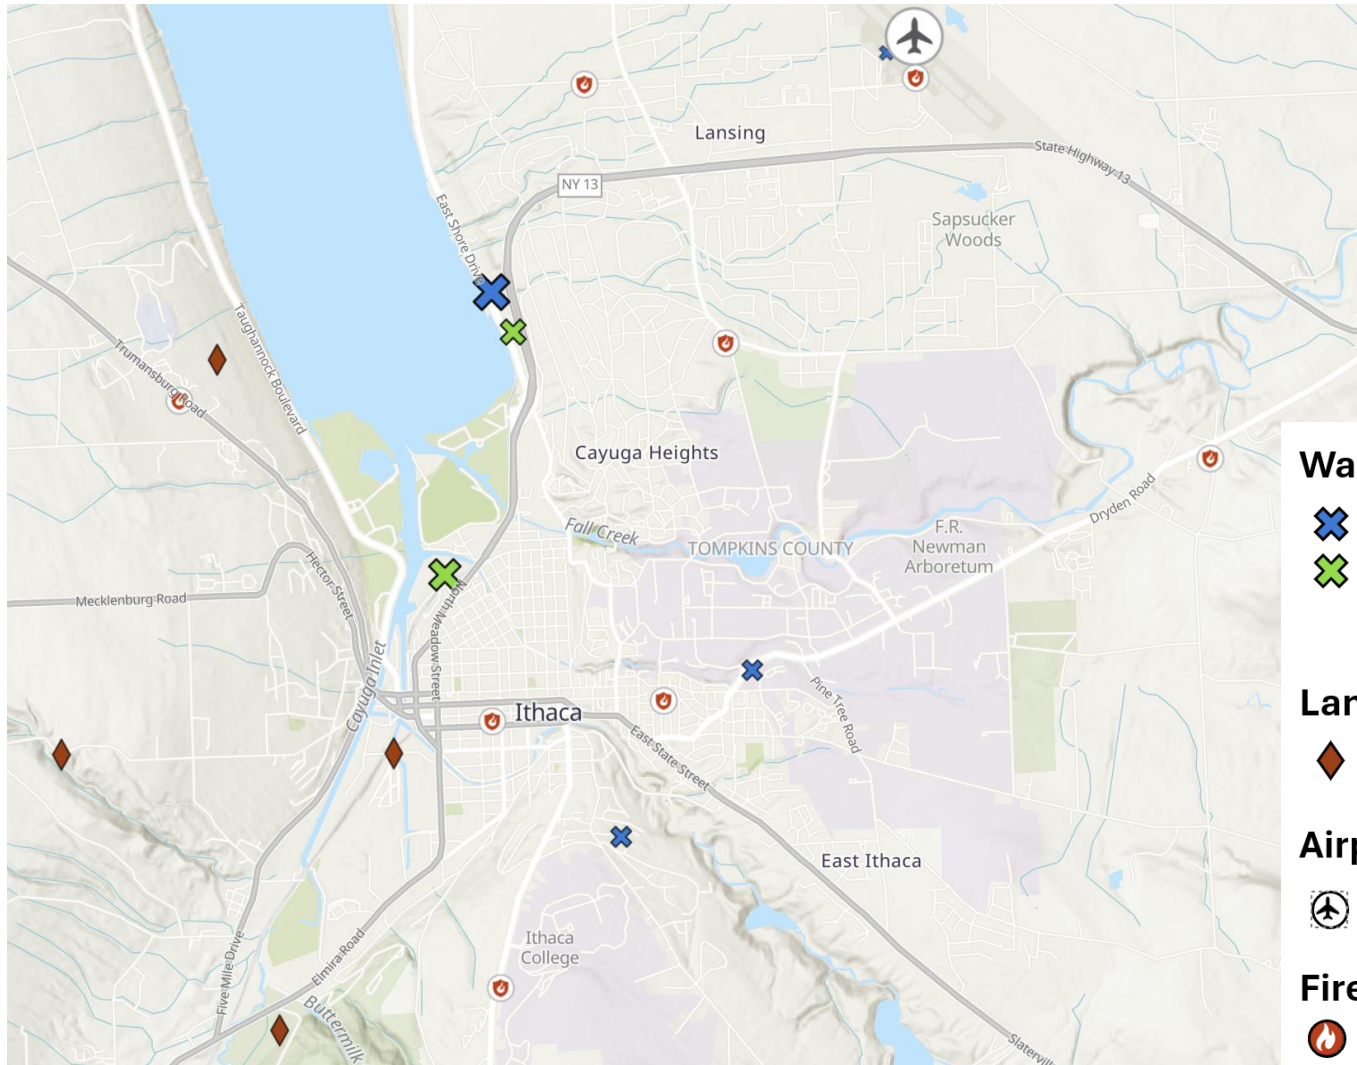 Lansing
State Highway 13
NY 13
East Shore Drive
Sapsucker
Woods
Taughannock Boulevard
Trumansburg Road
Cayuga Heights
Wa
Dryden Road
Fall Creek
TOMPKINS COUNTY
F.R.
Newman
Arboretum
Hector Street
Mecklenburg Road
North Meadow Street
Cayuga Inlet
Pine Tree Road
Ithaca
Lan
East State Street
East Ithaca
Airp
Ithaca
College
Five Mile Drive
Elmira Road
Buttermilk
Fire
Slatervill